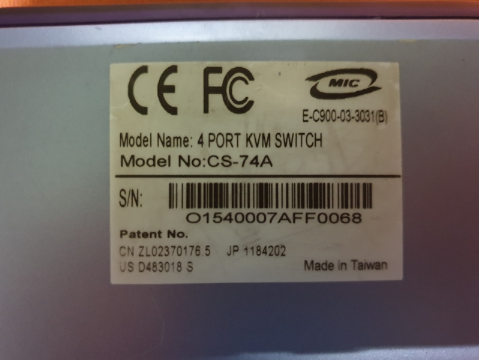 CE FC MIC
E-C900-03-3031(B)
Model Name: 4 PORT KVM SWITCH
Model No:CS-74A
S/N:
O1540007AFF0068
Patent No.
CN ZL02370176.5 JP 1184202
US D483018 S Made in Taiwan